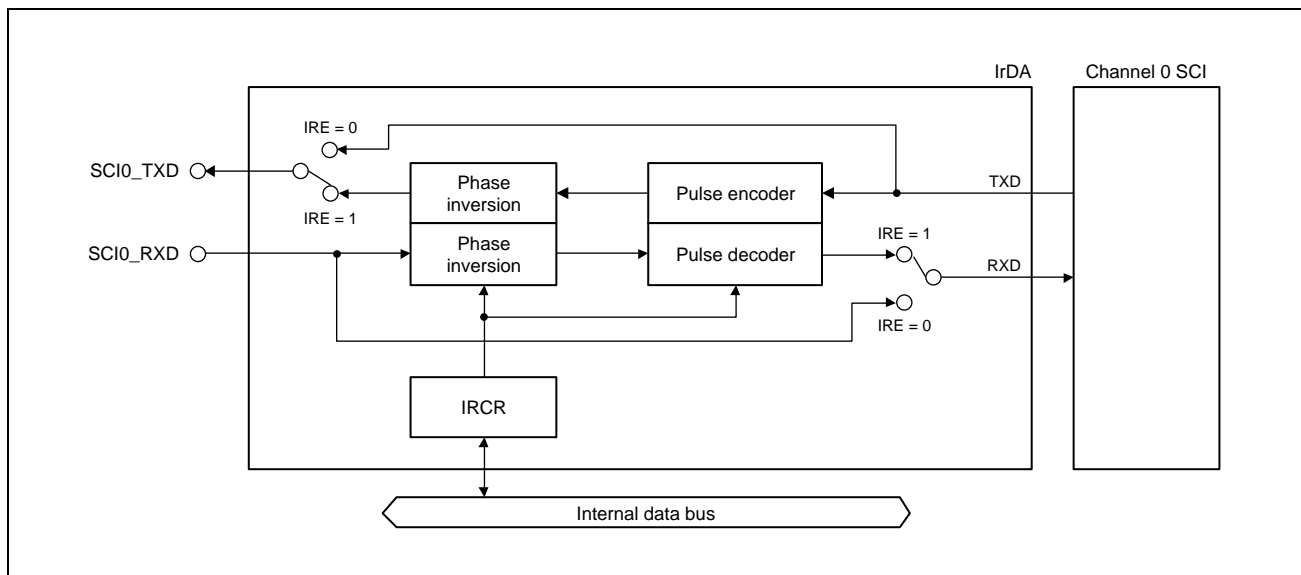 IrDA
Channel 0 SCI
IRE = 0
SCI0_TXD
Phase
inversion
Pulse encoder
TXD
IRE = 1
SCI0_RXD
Phase
inversion
Pulse decoder
IRE = 1
RXD
IRE = 0
IRCR
Internal data bus